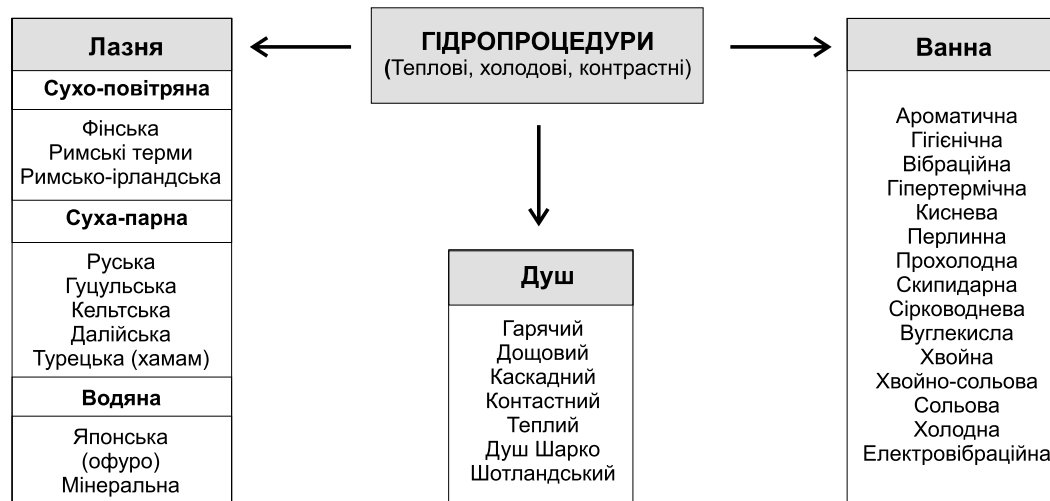 Лазня
Сухо-повітряна
Фінська
Римські терми
Римсько-ірландська
Суха-парна
Руська
Гуцульська
Кельтська
Далійська
Турецька (хамам)
Водяна
Японська
(офуро)
Мінеральна
ГІДРОПРОЦЕДУРИ
(Теплові, холодові, контрастні)
Душ
Гарячий
Дощовий
Каскадний
Контастний
Теплий
Душ Шарко
Шотландський
Ванна
Ароматична
Гігієнічна
Вібраційна
Гіпертермічна
Киснева
Перлинна
Прохолодна
Скипидарна
Сірководнева
Вуглекисла
Хвойна
Хвойно-сольова
Сольова
Холодна
Електровібраційна